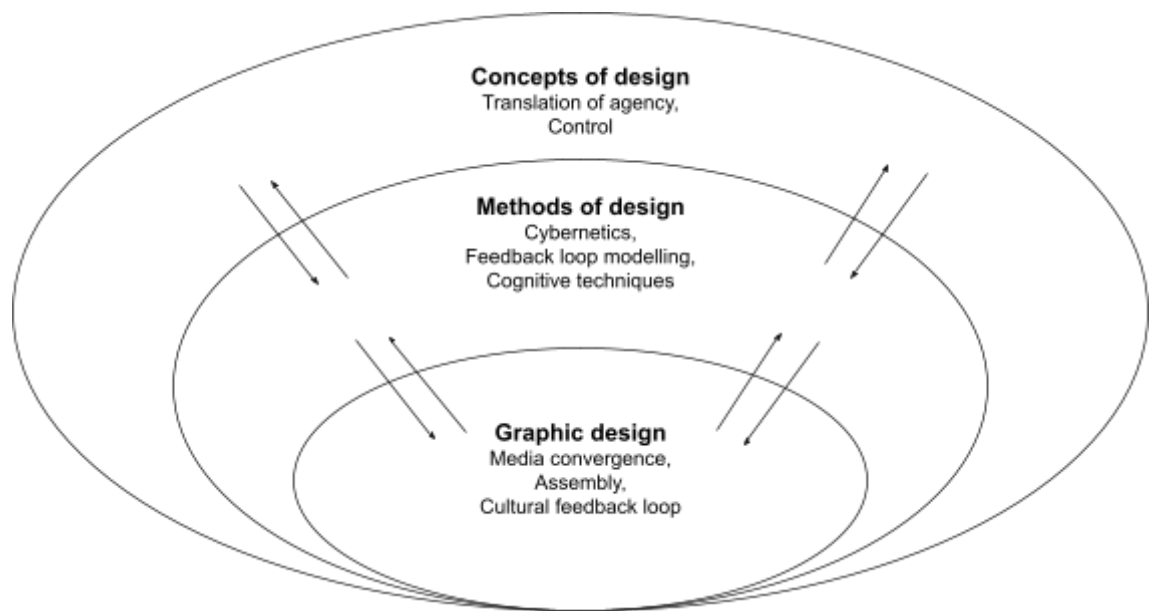 Concepts of design
Translation of agency,
Control
Methods of design
Cybernetics,
Feedback loop modelling,
Cognitive techniques
Graphic design
Media convergence,
Assembly,
Cultural feedback loop